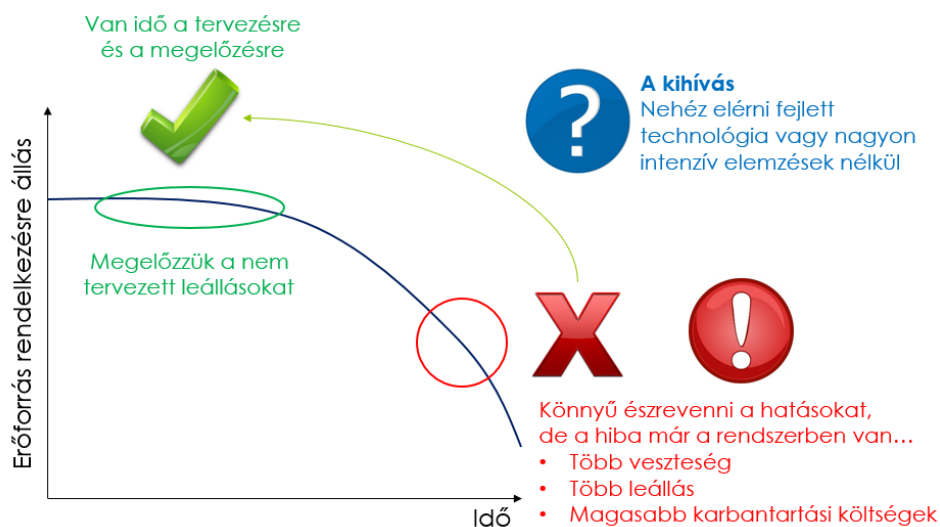 Van idő a tervezésre
és a megelőzésre
A kihívás
Nehéz elérni fejlett
technológia vagy nagyon
intenzív elemzések nélkül
Erőforrás rendelkezésre állás
Megelőzzük a nem
tervezett leállásokat
Könnyű észrevenni a hatásokat,
de a hiba már a rendszerben van…
• Több veszteség
• Több leállás
• Magasabb karbantartási költségek
Idő